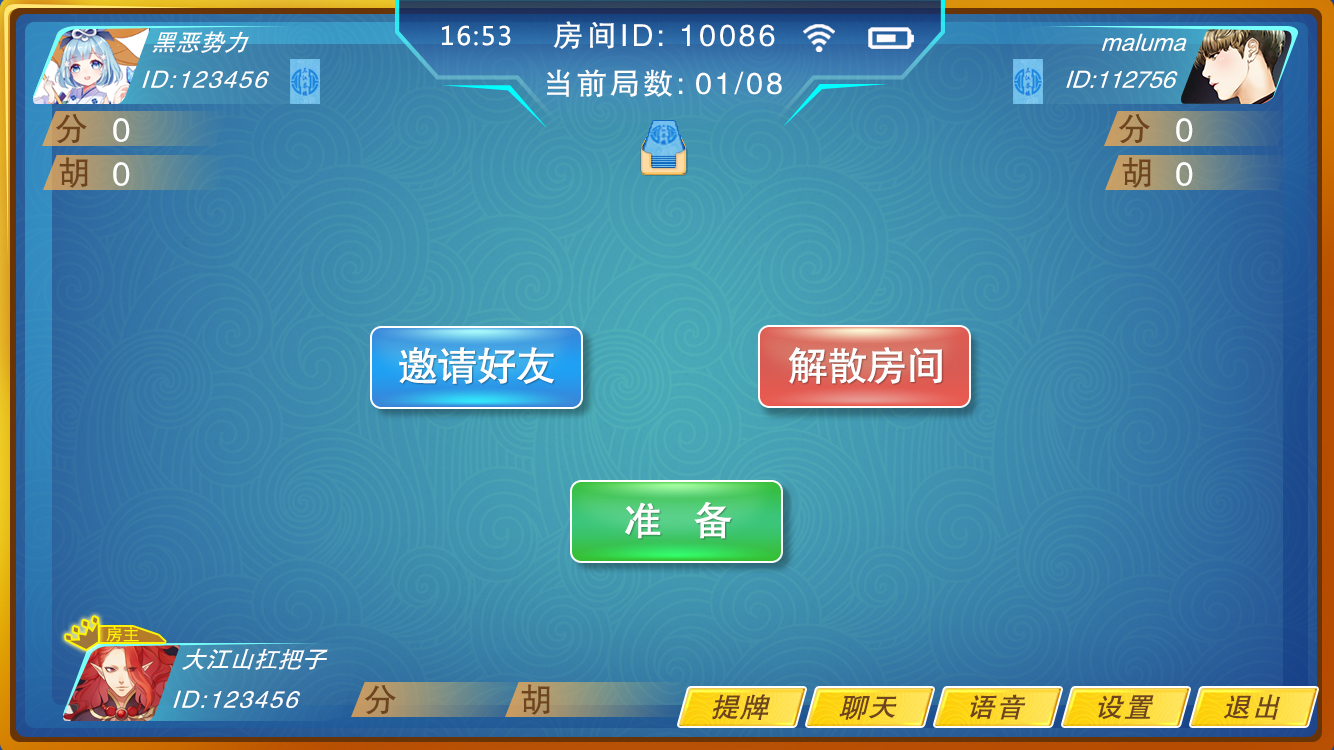 16:53 房间ID: 10086
当前局数: 01/08
黑恶势力
ID:123456
分 0
胡 0
maluma
ID:112756
分 0
胡 0
邀请好友
解散房间
准 备
房主
大江山扛把子
ID:123456
分
胡
提牌
聊天
语音
设置
退出